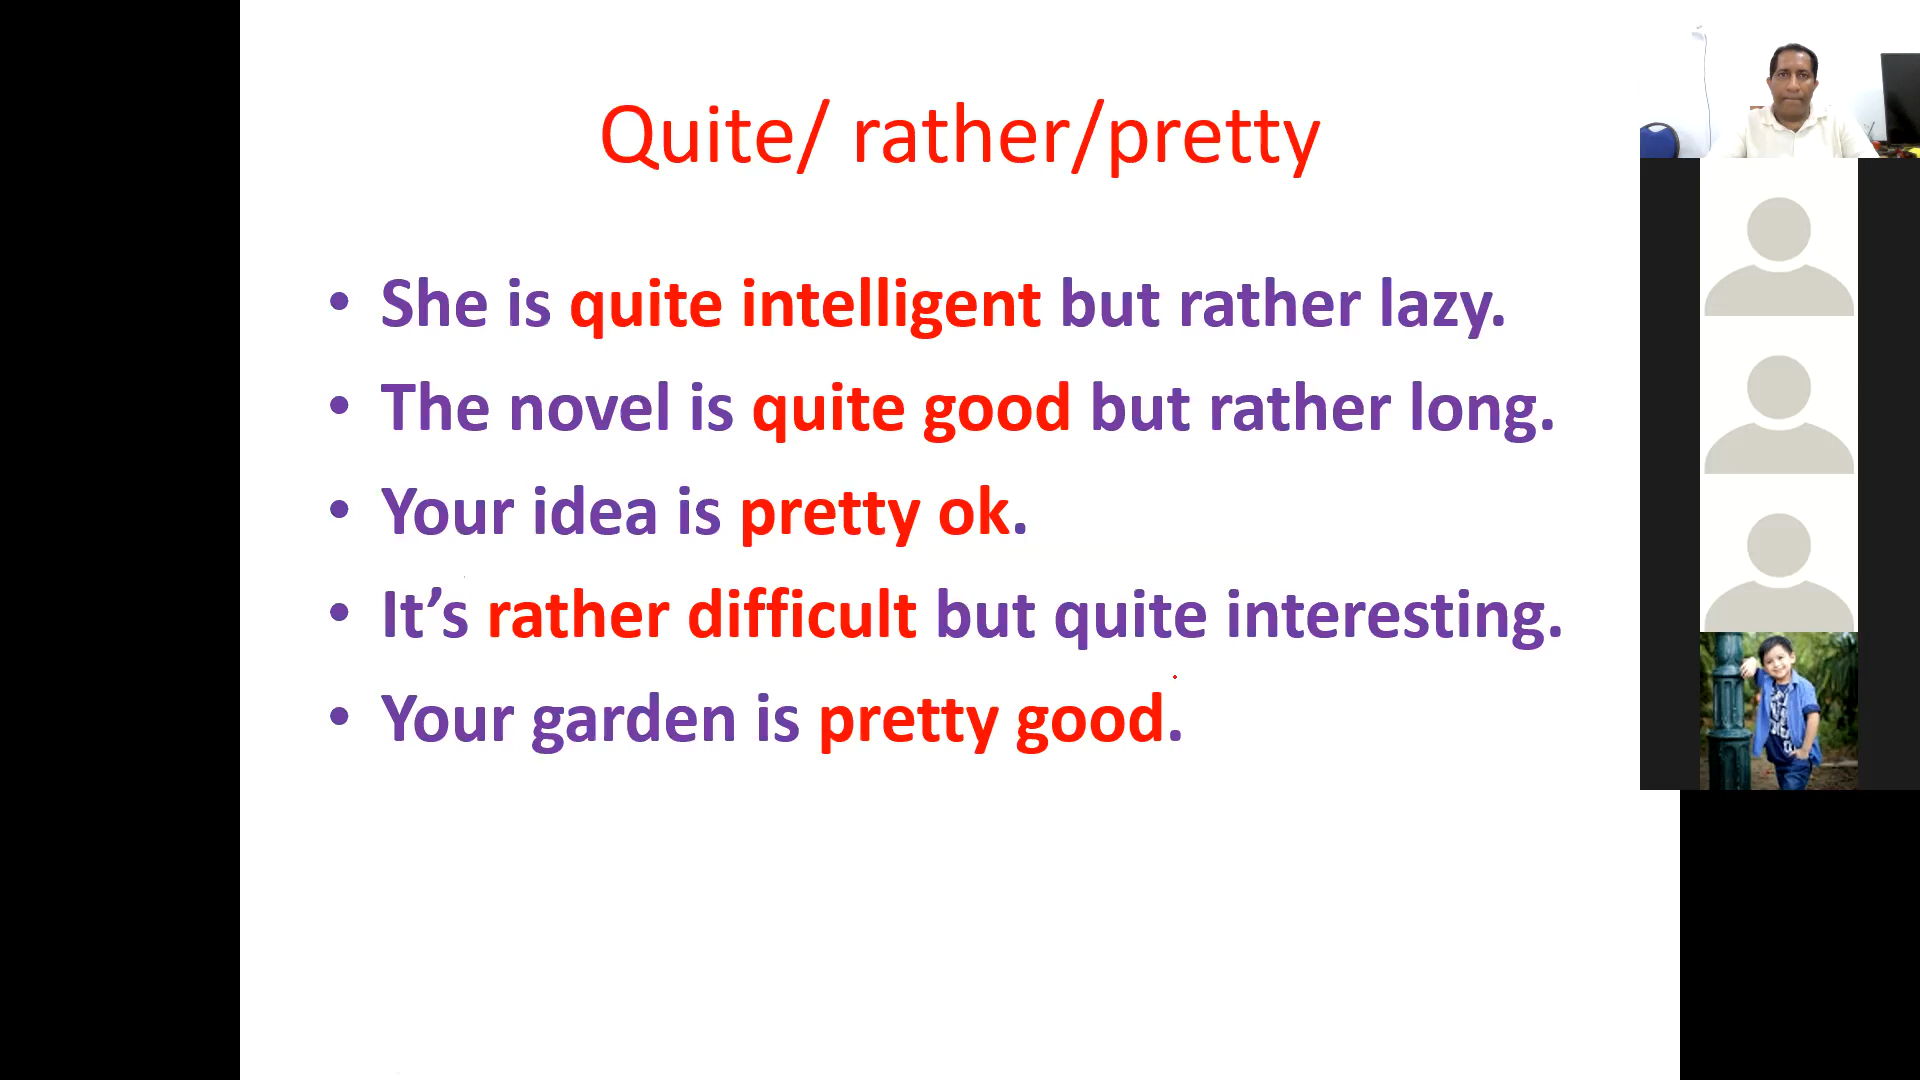 Quite/ rather/pretty
• She is quite intelligent but rather lazy.
• The novel is quite good but rather long.
• Your idea is pretty ok.
• It’s rather difficult but quite interesting.
• Your garden is pretty good.